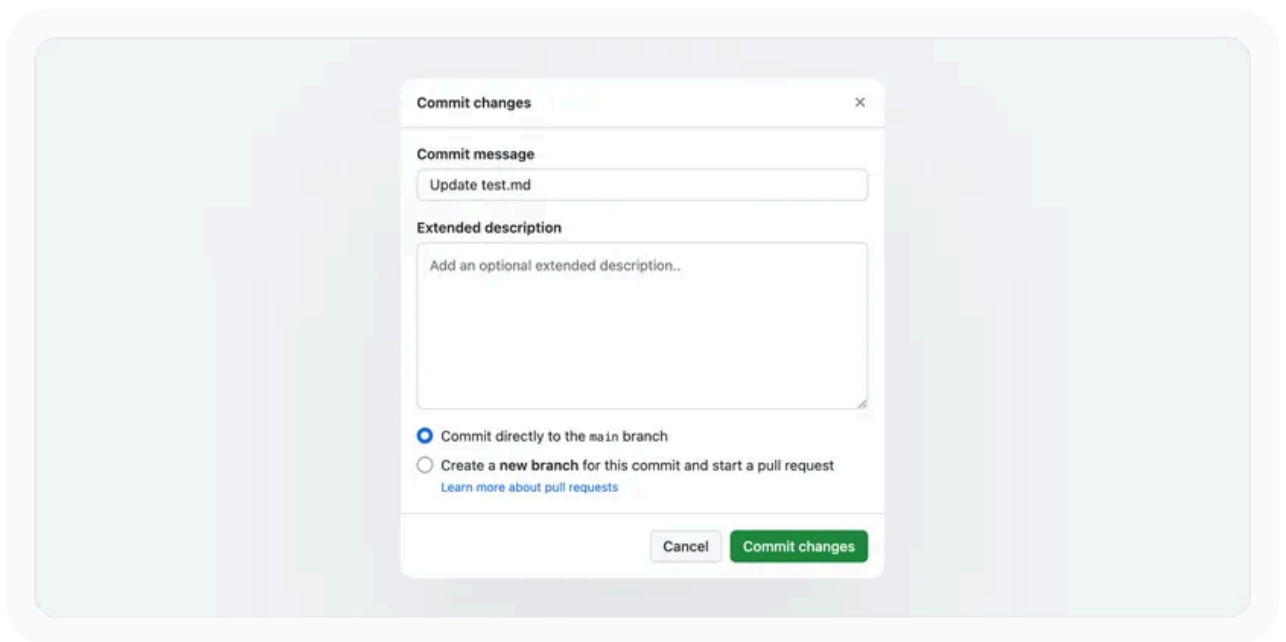 Commit changes
Commit message
Update test.md
Extended description
Add an optional extended description..
Commit directly to the main branch
Create a new branch for this commit and start a pull request
Learn more about pull requests
Cancel
Commit changes